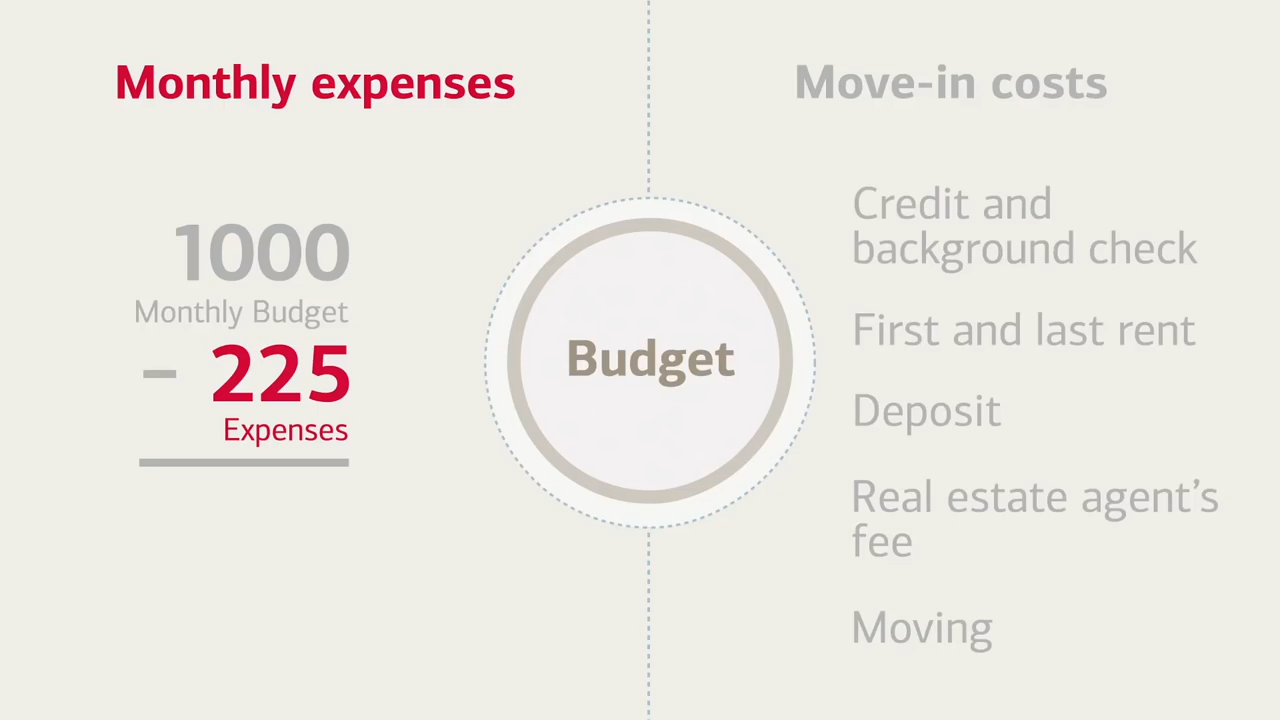 Monthly expenses
1000
Monthly Budget
– 225
Expenses
Budget
Move-in costs
Credit and
background check
First and last rent
Deposit
Real estate agent’s
fee
Moving